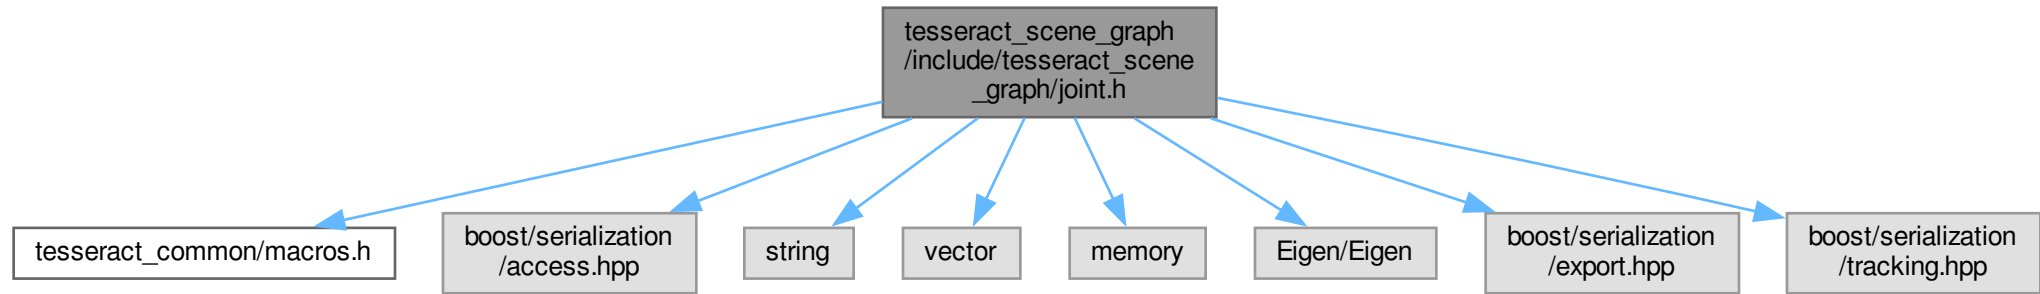 tesseract_scene_graph
/include/tesseract_scene
_graph/joint.h
tesseract_common/macros.h
boost/serialization
/access.hpp
string
vector
memory
Eigen/Eigen
boost/serialization
/export.hpp
boost/serialization
/tracking.hpp